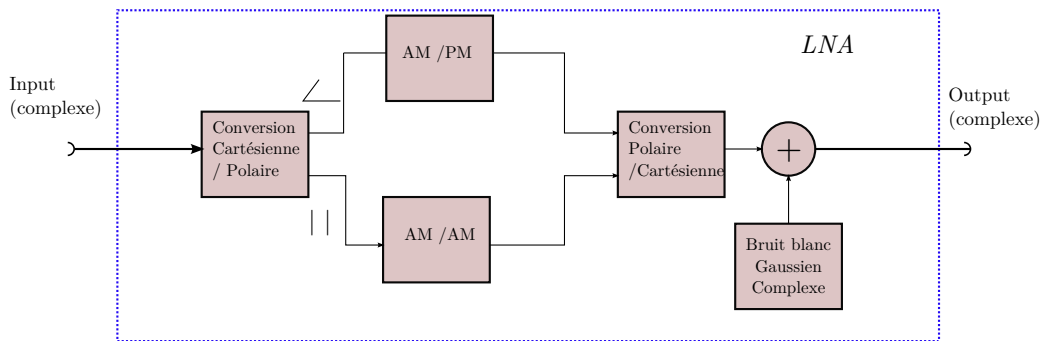 LNA
Input
(complexe)
Conversion
Cartésienne
/ Polaire
AM /PM
AM /AM
Conversion
Polaire
/Cartésienne
+
Bruit blanc
Gaussien
Complexe
Output
(complexe)